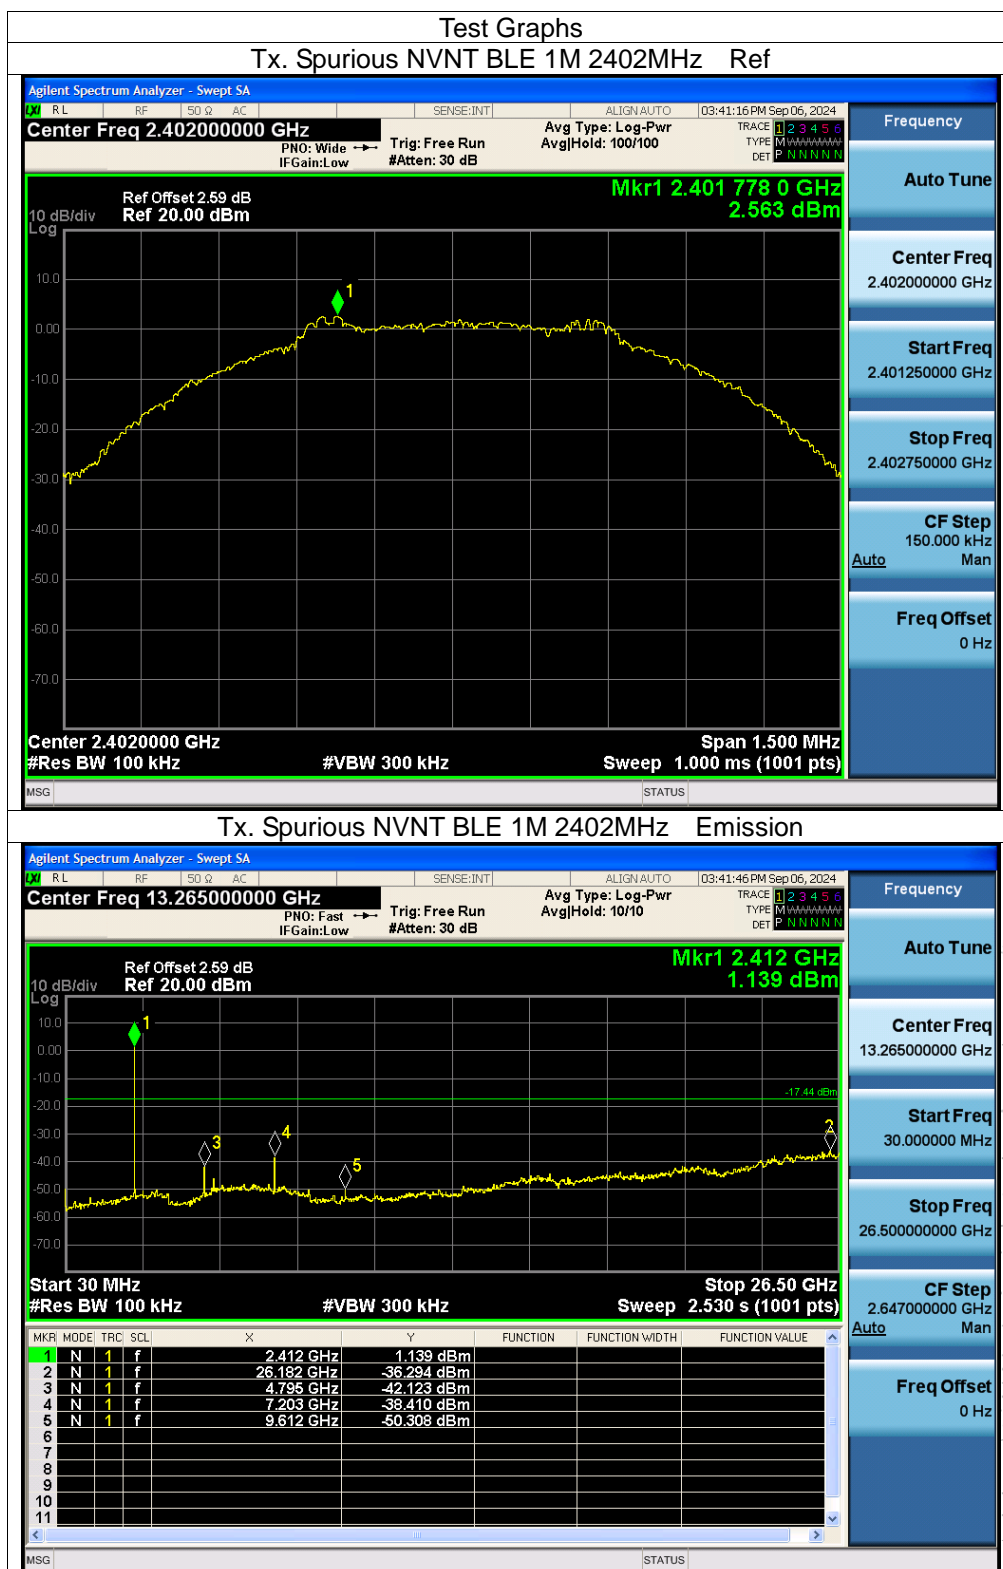 Test Graphs
Tx. Spurious NVNT BLE 1M 2402MHz Ref
Agilent Spectrum Analyzer - Swept SA
LXI RL RF 50 Ω AC SENSE:INT ALIGN AUTO 03:41:16 PM Sep 06, 2024
Center Freq 2.402000000 GHz
PNO: Wide
IFGain:Low
Trig: Free Run
#Atten: 30 dB
Avg Type: Log-Pwr
Avg|Hold: 100/100
TRACE 1 2 3 4 5 6
TYPE M W W W W W
DET P N N N N N
Ref Offset 2.59 dB
Ref 20.00 dBm
10 dB/div
Log
Mkr1 2.401 778 0 GHz
2.563 dBm
1
10.0
0.00
-10.0
-20.0
-30.0
-40.0
-50.0
-60.0
-70.0
Center 2.4020000 GHz Span 1.500 MHz
#Res BW 100 kHz #VBW 300 kHz Sweep 1.000 ms (1001 pts)
MSG STATUS
Frequency
Auto Tune
Center Freq
2.402000000 GHz
Start Freq
2.401250000 GHz
Stop Freq
2.402750000 GHz
CF Step
150.000 kHz
Auto Man
Freq Offset
0 Hz
Tx. Spurious NVNT BLE 1M 2402MHz Emission
Agilent Spectrum Analyzer - Swept SA
LXI RL RF 50 Ω AC SENSE:INT ALIGN AUTO 03:41:46 PM Sep 06, 2024
Center Freq 13.265000000 GHz
PNO: Fast
IFGain:Low
Trig: Free Run
#Atten: 30 dB
Avg Type: Log-Pwr
Avg|Hold: 10/10
TRACE 1 2 3 4 5 6
TYPE M W W W W W
DET P N N N N N
Ref Offset 2.59 dB
Ref 20.00 dBm
10 dB/div
Log
Mkr1 2.412 GHz
1.139 dBm
10.0
0.00
-10.0
-20.0
-30.0
-40.0
-50.0
-60.0
-70.0
-17.44 dBm
1
2
3
4
5
Start 30 MHz Stop 26.50 GHz
#Res BW 100 kHz #VBW 300 kHz Sweep 2.530 s (1001 pts)
MKR MODE TRC SCL X Y FUNCTION FUNCTION WIDTH FUNCTION VALUE
1 N 1 f 2.412 GHz 1.139 dBm
2 N 1 f 26.182 GHz -36.294 dBm
3 N 1 f 4.795 GHz -42.123 dBm
4 N 1 f 7.203 GHz -38.410 dBm
5 N 1 f 9.612 GHz -50.308 dBm
6
7
8
9
10
11
MSG STATUS
Frequency
Auto Tune
Center Freq
13.265000000 GHz
Start Freq
30.000000 MHz
Stop Freq
26.500000000 GHz
CF Step
2.647000000 GHz
Auto Man
Freq Offset
0 Hz